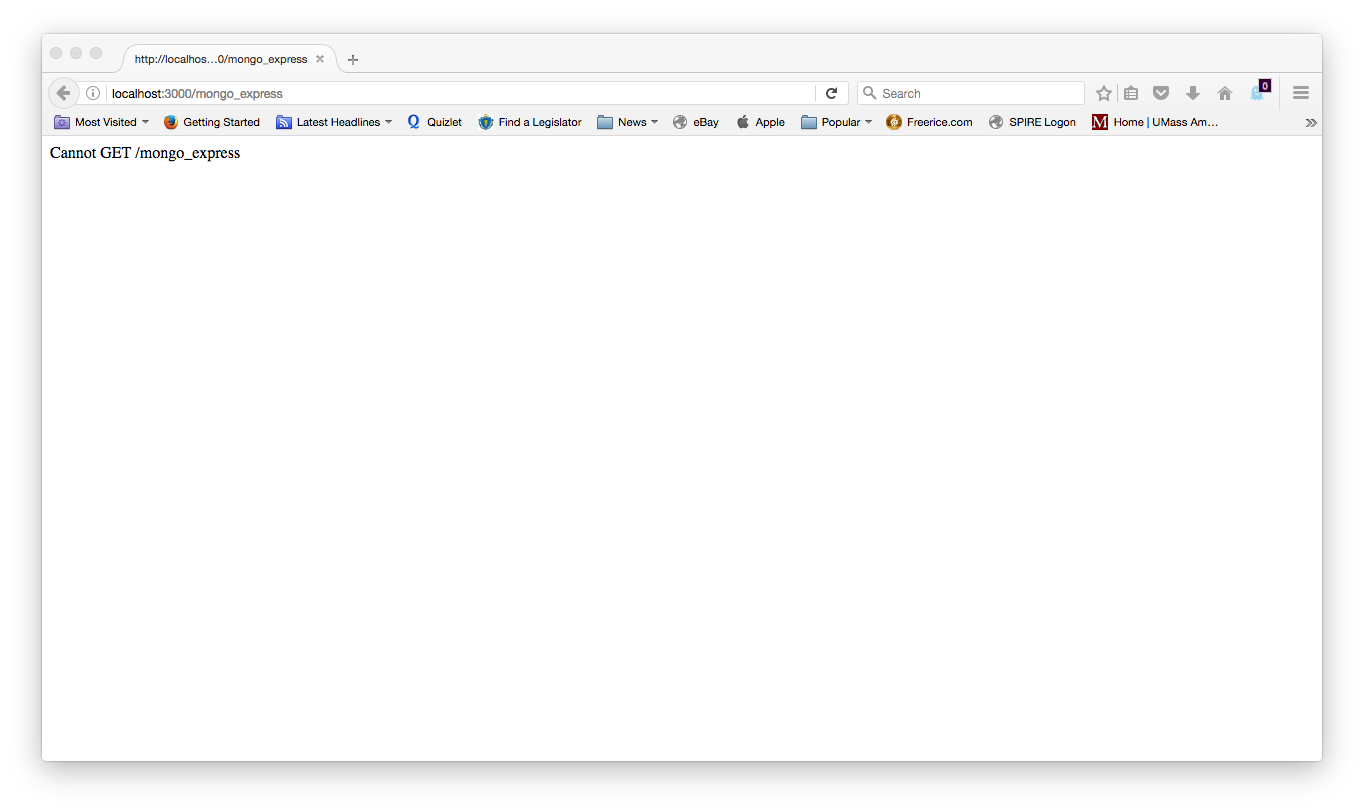 http://localhos...0/mongo_express
localhost:3000/mongo_express Search 0
Most Visited Getting Started Latest Headlines Q Quizlet Find a Legislator News eBay Apple Popular Freerice.com SPIRE Logon M Home | UMass Am...
Cannot GET /mongo_express